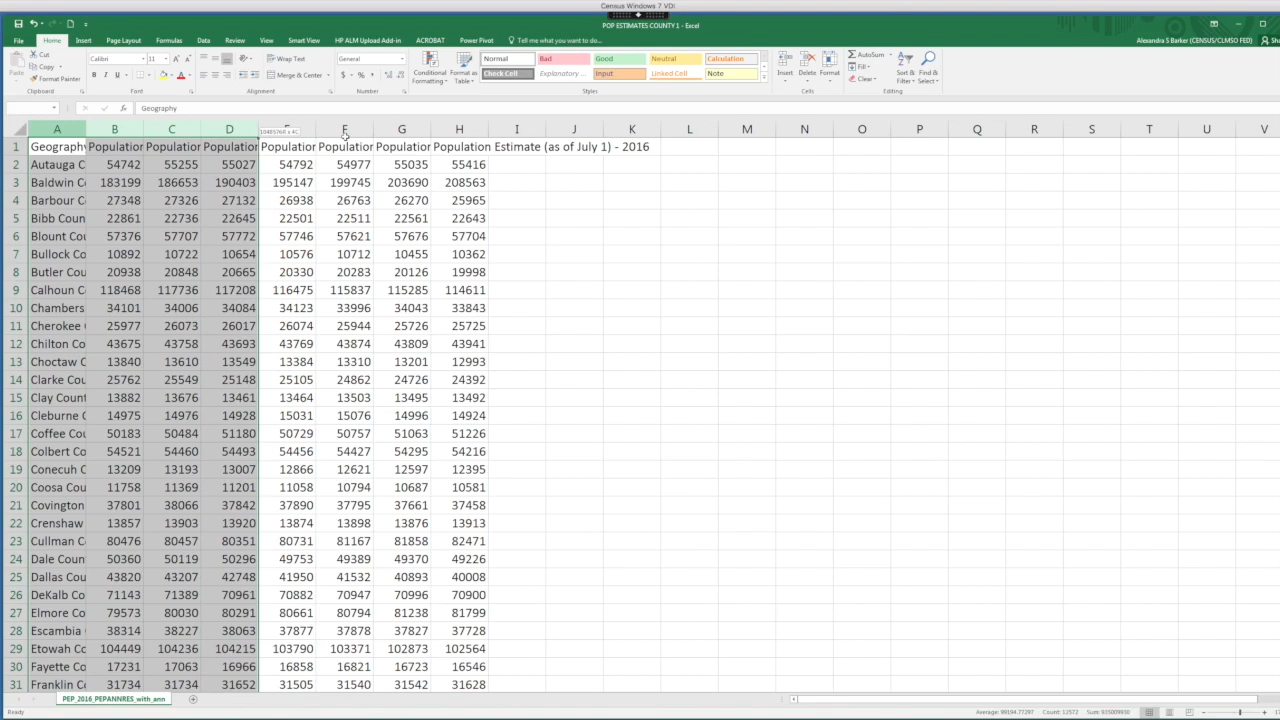 Census Windows 7 VDI
POP ESTIMATES COUNTY 1 - Excel
File Home Insert Page Layout Formulas Data Review View Smart View HP ALM Upload Add-in ACROBAT Power Pivot Tell me what you want to do... Alexandra S Barker (CENSUS/CLMSO FED)
Cut
Copy
Format Painter
Paste
Clipboard
Calibri 11
B I U
Font
Wrap Text
Merge & Center
Alignment
General
$ %
Number
Conditional Formatting
Format as Table
Normal Bad Good Neutral Calculation
Check Cell Explanatory ... Input Linked Cell Note
Styles
Insert Delete Format
Cells
AutoSum
Fill
Clear
Sort & Filter
Find & Select
Editing
fx Geography
1048576R x 4C
A B C D F G H I J K L M N O P Q R S T U V
1 Geography Population Population Population Population Population Population Population Estimate (as of July 1) - 2016
2 Autauga C 54742 55255 55027 54792 54977 55035 55416
3 Baldwin Co 183199 186653 190403 195147 199745 203690 208563
4 Barbour Co 27348 27326 27132 26938 26763 26270 25965
5 Bibb Coun 22861 22736 22645 22501 22511 22561 22643
6 Blount Cou 57376 57707 57772 57746 57621 57676 57704
7 Bullock Co 10892 10722 10654 10576 10712 10455 10362
8 Butler Cou 20938 20848 20665 20330 20283 20126 19998
9 Calhoun C 118468 117736 117208 116475 115837 115285 114611
10 Chambers 34101 34006 34084 34123 33996 34043 33843
11 Cherokee 25977 26073 26017 26074 25944 25726 25725
12 Chilton Co 43675 43758 43693 43769 43874 43809 43941
13 Choctaw C 13840 13610 13549 13384 13310 13201 12993
14 Clarke Cou 25762 25549 25148 25105 24862 24726 24392
15 Clay Count 13882 13676 13461 13464 13503 13495 13492
16 Cleburne C 14975 14976 14928 15031 15076 14996 14924
17 Coffee Cou 50183 50484 51180 50729 50757 51063 51226
18 Colbert Co 54521 54460 54493 54456 54427 54295 54216
19 Conecuh C 13209 13193 13007 12866 12621 12597 12395
20 Coosa Cou 11758 11369 11201 11058 10794 10687 10581
21 Covington 37801 38066 37842 37890 37795 37661 37458
22 Crenshaw 13857 13903 13920 13874 13898 13876 13913
23 Cullman C 80476 80457 80351 80731 81167 81858 82471
24 Dale Coun 50360 50119 50296 49753 49389 49370 49226
25 Dallas Cou 43820 43207 42748 41950 41532 40893 40008
26 DeKalb Co 71143 71389 70961 70882 70947 70996 70900
27 Elmore Co 79573 80030 80291 80661 80794 81238 81799
28 Escambia 38314 38227 38063 37877 37878 37827 37728
29 Etowah Co 104449 104236 104215 103790 103371 102873 102564
30 Fayette Co 17231 17063 16966 16858 16821 16723 16546
31 Franklin C 31734 31734 31652 31505 31540 31542 31628
PEP_2016_PEPANNRES_with_ann
Ready Average: 99194.77297 Count: 12572 Sum: 935009930